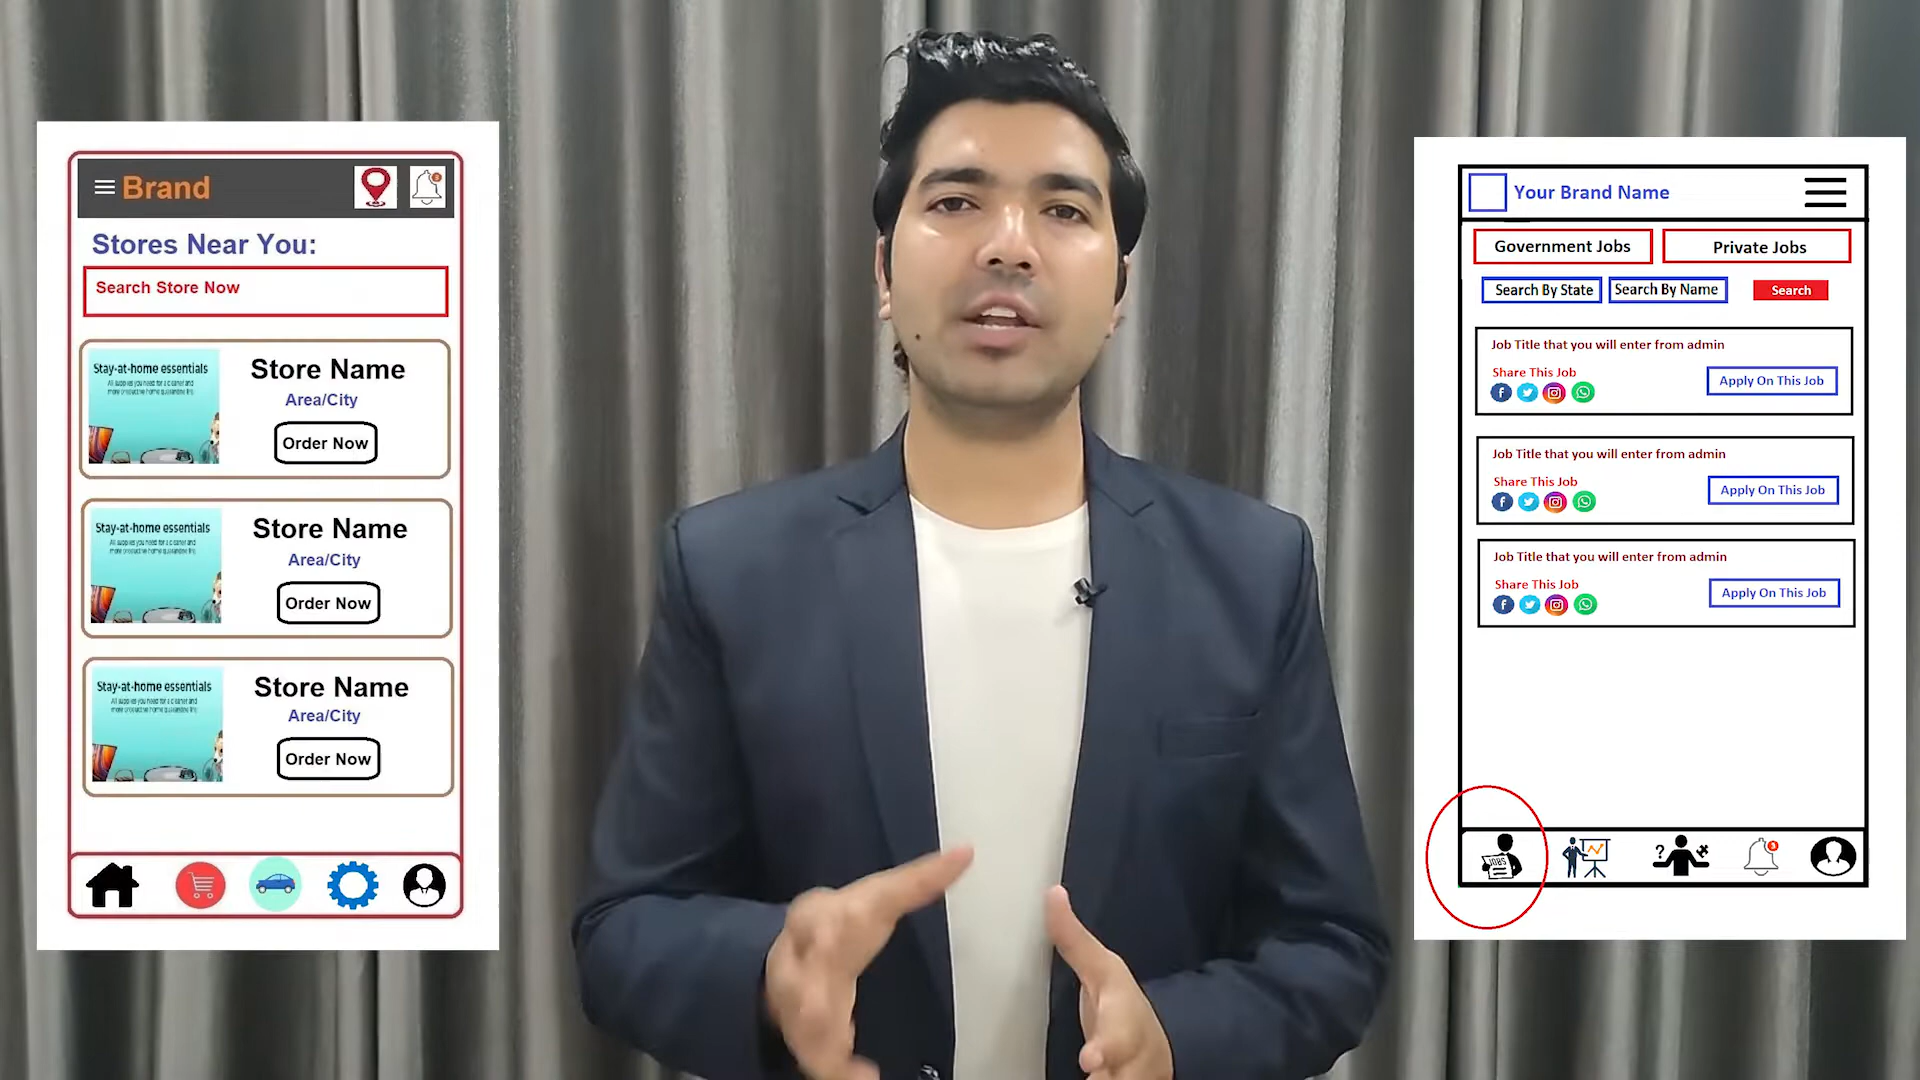 Brand
Stores Near You:
Search Store Now
Stay-at-home essentials
Store Name
Area/City
Order Now
Stay-at-home essentials
Store Name
Area/City
Order Now
Stay-at-home essentials
Store Name
Area/City
Order Now
Your Brand Name
Government Jobs
Private Jobs
Search By State
Search By Name
Search
Job Title that you will enter from admin
Share This Job
Apply On This Job
Job Title that you will enter from admin
Share This Job
Apply On This Job
Job Title that you will enter from admin
Share This Job
Apply On This Job
JOBS
?
3